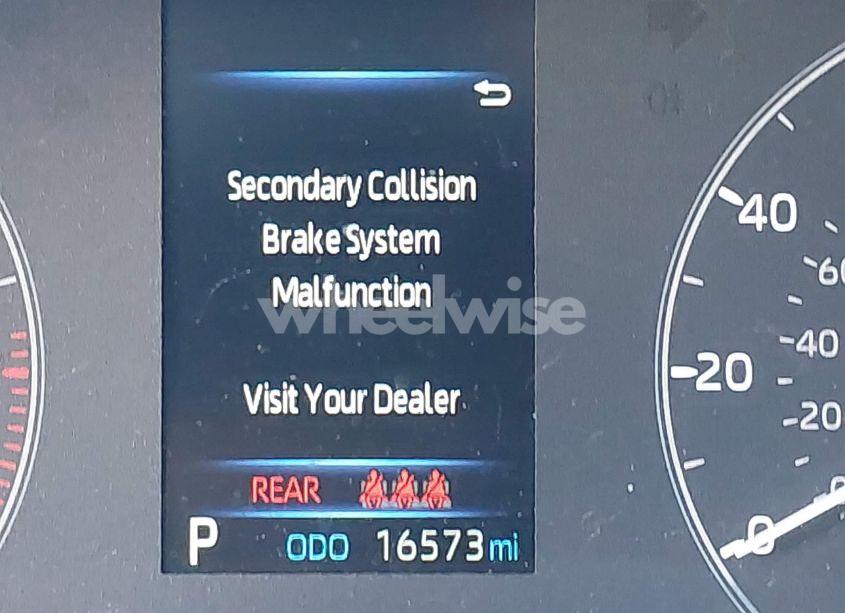 Secondary Collision
Brake System
Malfunction
wheelwise
Visit Your Dealer
REAR
P ODO 16573 mi
40
20
0
60
40
20
0